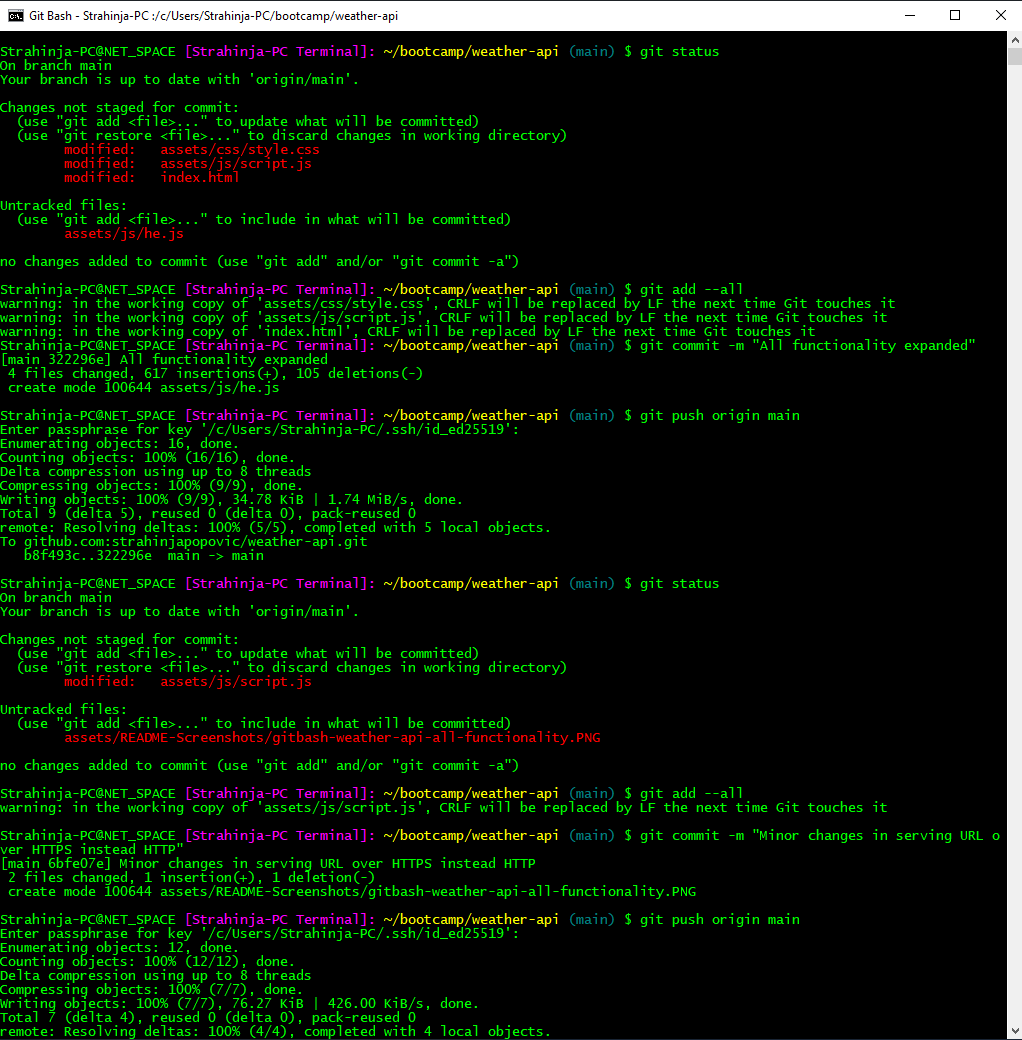 Git Bash - Strahinja-PC :/c/Users/Strahinja-PC/bootcamp/weather-api
Strahinja-PC@NET_SPACE [Strahinja-PC Terminal]: ~/bootcamp/weather-api (main) $ git status
On branch main
Your branch is up to date with 'origin/main'.
Changes not staged for commit:
(use "git add <file>..." to update what will be committed)
(use "git restore <file>..." to discard changes in working directory)
modified:   assets/css/style.css
modified:   assets/js/script.js
modified:   index.html
Untracked files:
(use "git add <file>..." to include in what will be committed)
assets/js/he.js
no changes added to commit (use "git add" and/or "git commit -a")
Strahinja-PC@NET_SPACE [Strahinja-PC Terminal]: ~/bootcamp/weather-api (main) $ git add --all
warning: in the working copy of 'assets/css/style.css', CRLF will be replaced by LF the next time Git touches it
warning: in the working copy of 'assets/js/script.js', CRLF will be replaced by LF the next time Git touches it
warning: in the working copy of 'index.html', CRLF will be replaced by LF the next time Git touches it
Strahinja-PC@NET_SPACE [Strahinja-PC Terminal]: ~/bootcamp/weather-api (main) $ git commit -m "All functionality expanded"
[main 322296e] All functionality expanded
4 files changed, 617 insertions(+), 105 deletions(-)
create mode 100644 assets/js/he.js
Strahinja-PC@NET_SPACE [Strahinja-PC Terminal]: ~/bootcamp/weather-api (main) $ git push origin main
Enter passphrase for key '/c/Users/Strahinja-PC/.ssh/id_ed25519':
Enumerating objects: 16, done.
Counting objects: 100% (16/16), done.
Delta compression using up to 8 threads
Compressing objects: 100% (9/9), done.
Writing objects: 100% (9/9), 34.78 KiB | 1.74 MiB/s, done.
Total 9 (delta 5), reused 0 (delta 0), pack-reused 0
remote: Resolving deltas: 100% (5/5), completed with 5 local objects.
To github.com:strahinjapopovic/weather-api.git
b8f493c..322296e  main -> main
Strahinja-PC@NET_SPACE [Strahinja-PC Terminal]: ~/bootcamp/weather-api (main) $ git status
On branch main
Your branch is up to date with 'origin/main'.
Changes not staged for commit:
(use "git add <file>..." to update what will be committed)
(use "git restore <file>..." to discard changes in working directory)
modified:   assets/js/script.js
Untracked files:
(use "git add <file>..." to include in what will be committed)
assets/README-Screenshots/gitbash-weather-api-all-functionality.PNG
no changes added to commit (use "git add" and/or "git commit -a")
Strahinja-PC@NET_SPACE [Strahinja-PC Terminal]: ~/bootcamp/weather-api (main) $ git add --all
warning: in the working copy of 'assets/js/script.js', CRLF will be replaced by LF the next time Git touches it
Strahinja-PC@NET_SPACE [Strahinja-PC Terminal]: ~/bootcamp/weather-api (main) $ git commit -m "Minor changes in serving URL o
ver HTTPS instead HTTP"
[main 6bfe07e] Minor changes in serving URL over HTTPS instead HTTP
2 files changed, 1 insertion(+), 1 deletion(-)
create mode 100644 assets/README-Screenshots/gitbash-weather-api-all-functionality.PNG
Strahinja-PC@NET_SPACE [Strahinja-PC Terminal]: ~/bootcamp/weather-api (main) $ git push origin main
Enter passphrase for key '/c/Users/Strahinja-PC/.ssh/id_ed25519':
Enumerating objects: 12, done.
Counting objects: 100% (12/12), done.
Delta compression using up to 8 threads
Compressing objects: 100% (7/7), done.
Writing objects: 100% (7/7), 76.27 KiB | 426.00 KiB/s, done.
Total 7 (delta 4), reused 0 (delta 0), pack-reused 0
remote: Resolving deltas: 100% (4/4), completed with 4 local objects.